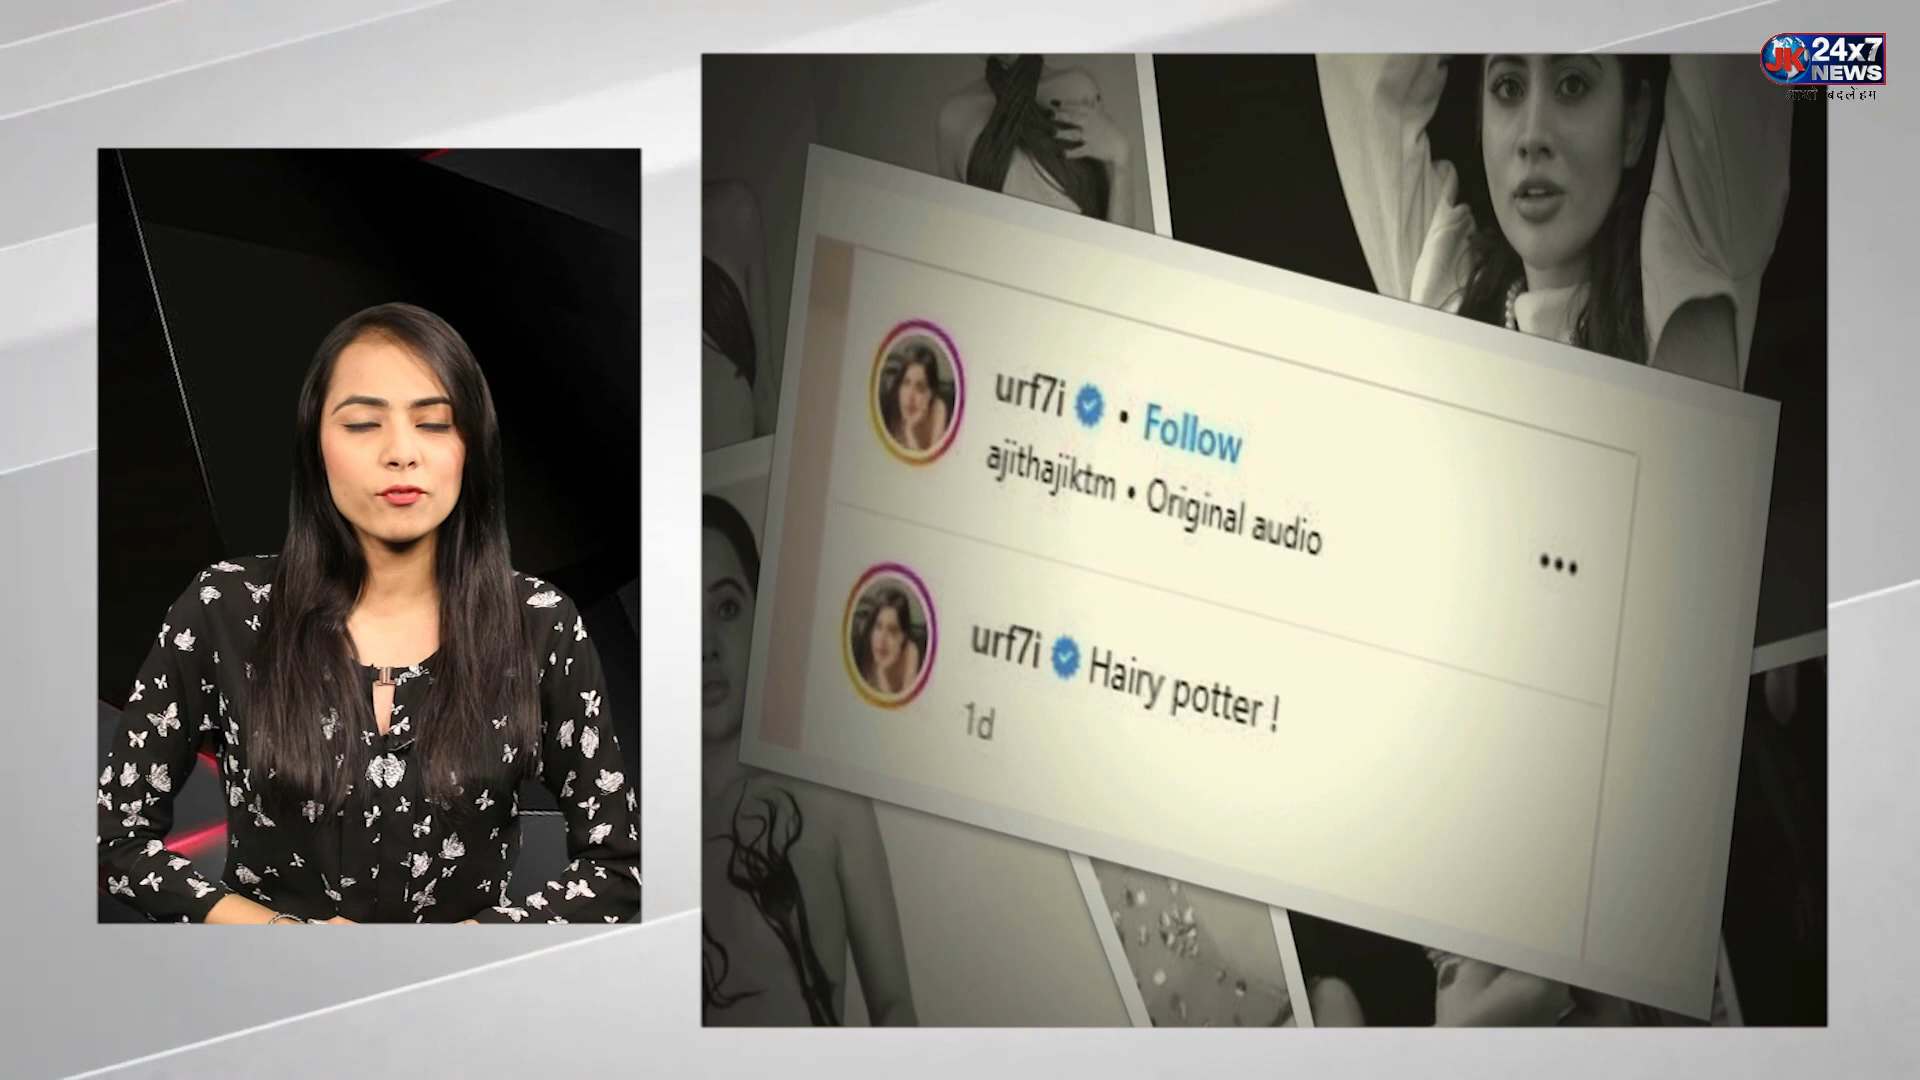 JK 24x7
NEWS
urf7i • Follow
ajithajiktm • Original audio
urf7i Hairy potter !
1d